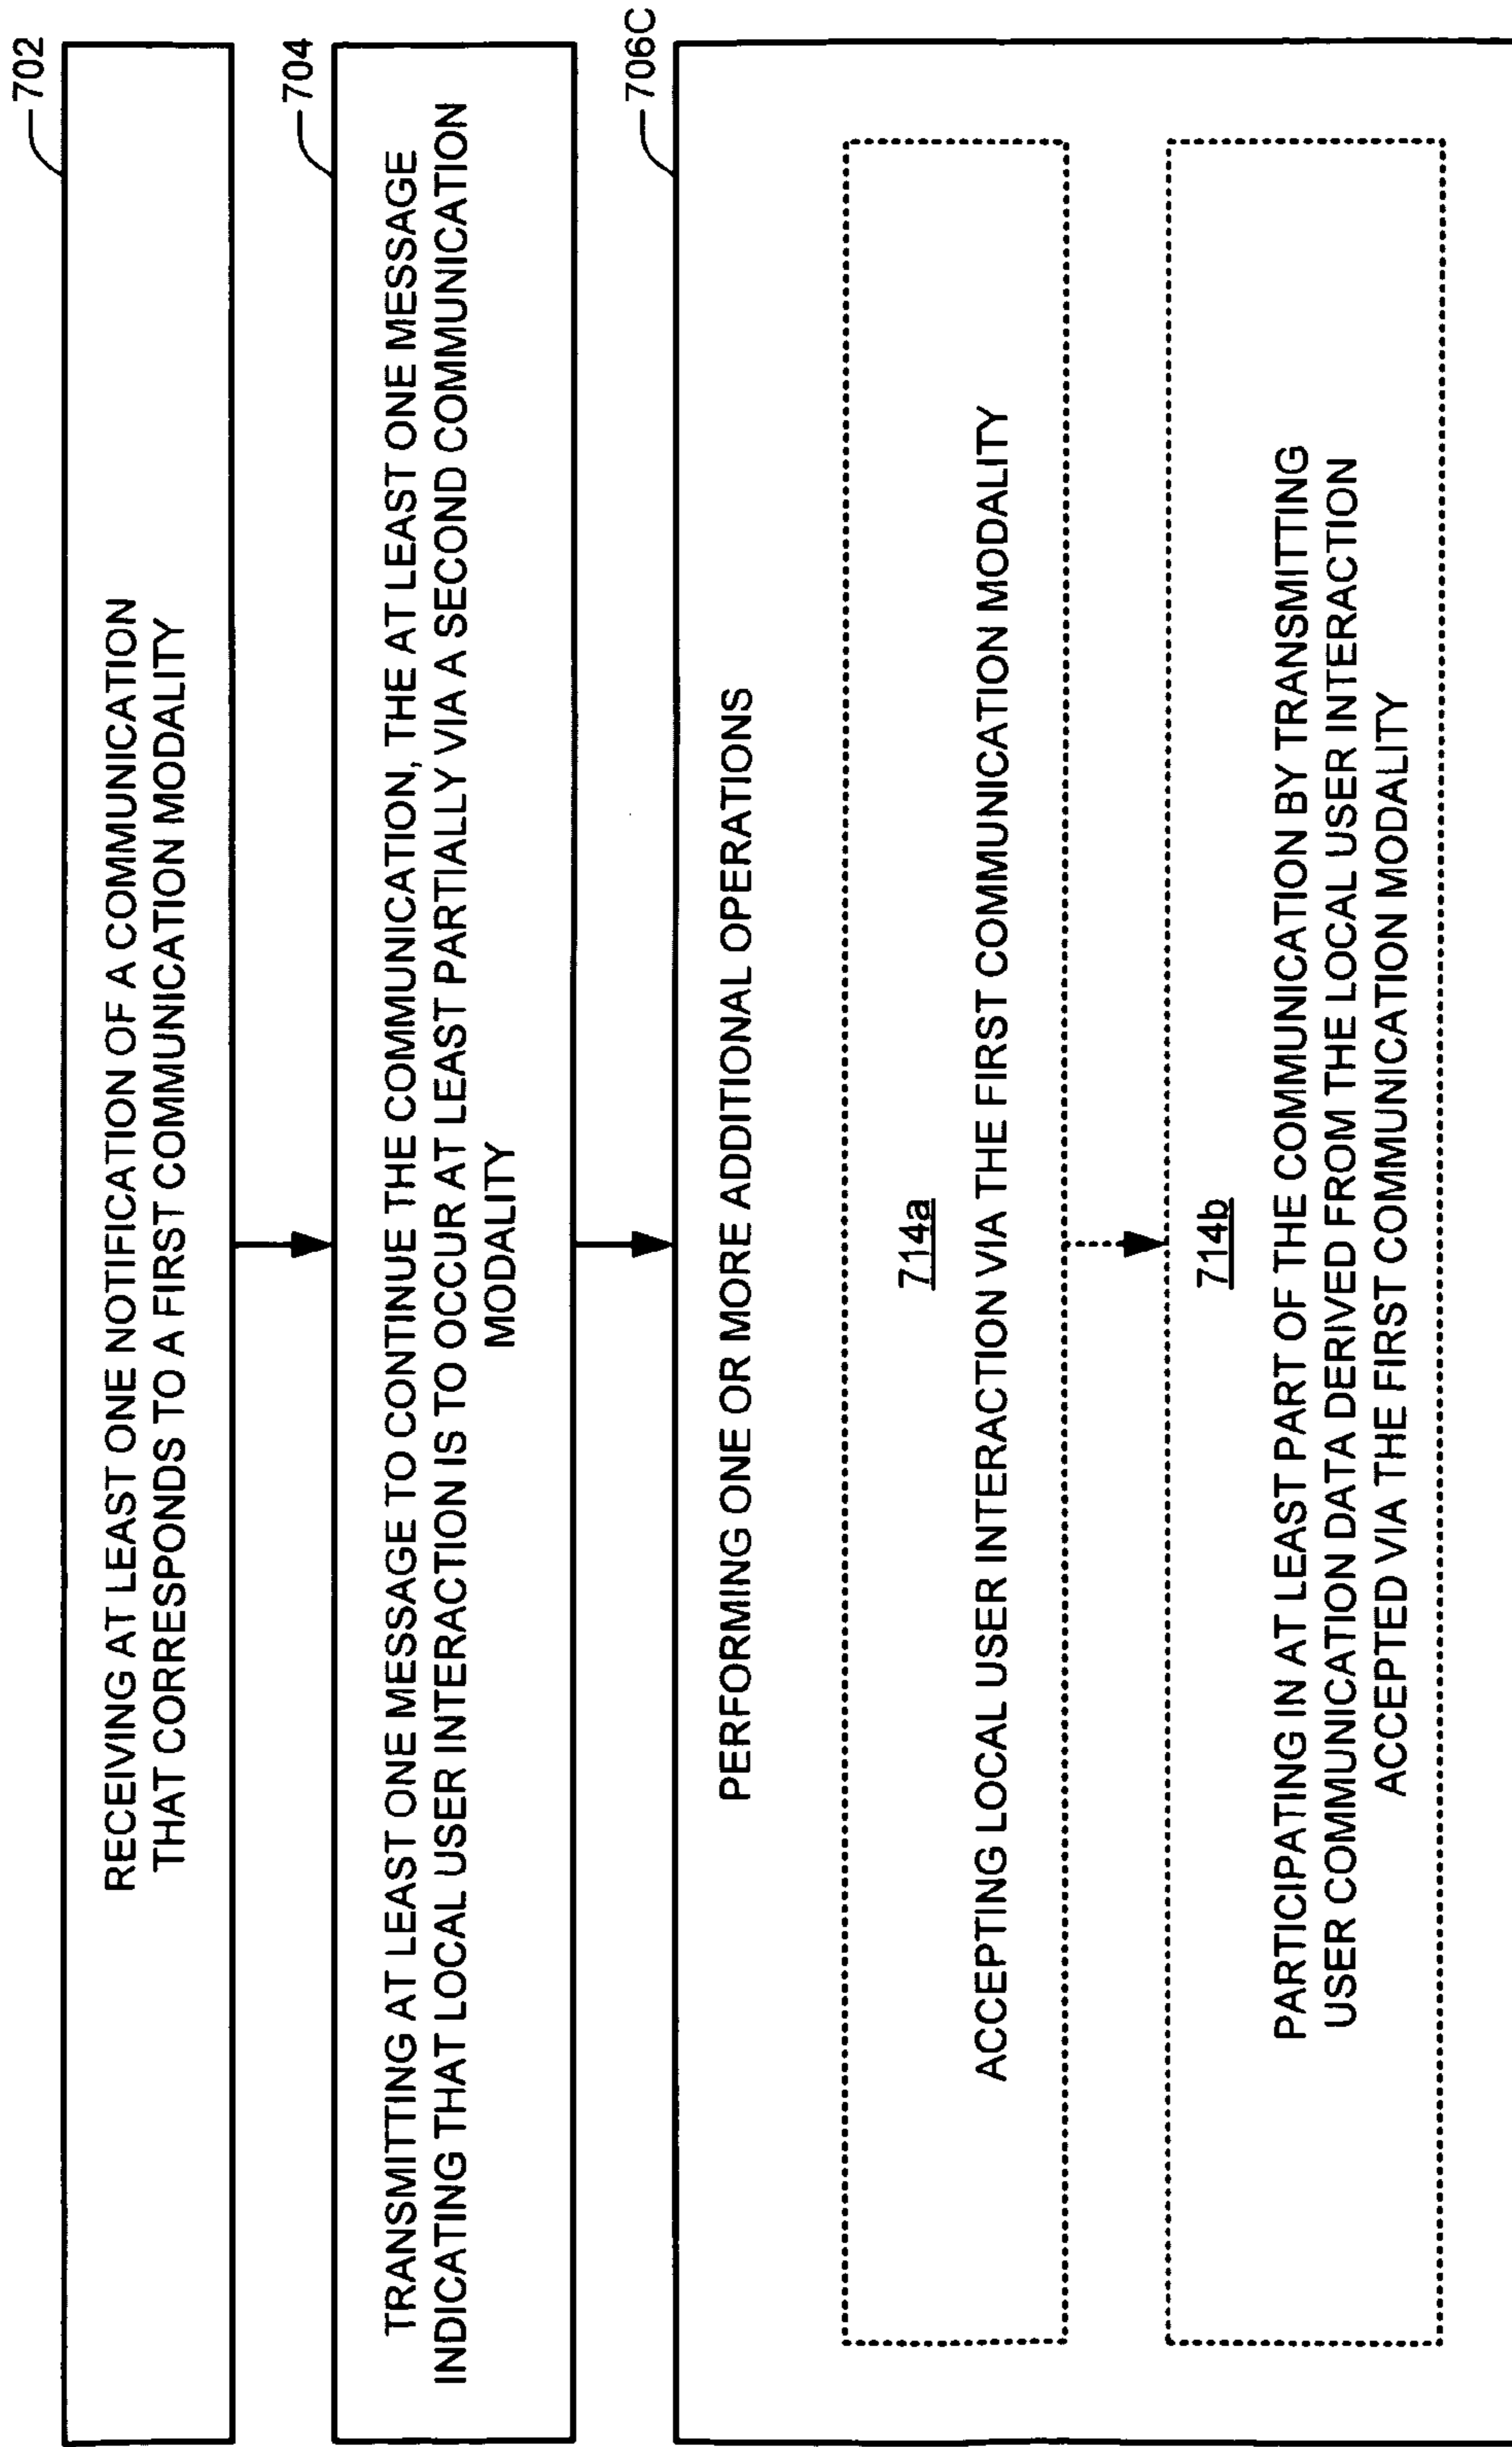 702
RECEIVING AT LEAST ONE NOTIFICATION OF A COMMUNICATION
THAT CORRESPONDS TO A FIRST COMMUNICATION MODALITY
704
TRANSMITTING AT LEAST ONE MESSAGE TO CONTINUE THE COMMUNICATION, THE AT LEAST ONE MESSAGE
INDICATING THAT LOCAL USER INTERACTION IS TO OCCUR AT LEAST PARTIALLY VIA A SECOND COMMUNICATION
MODALITY
706C
PERFORMING ONE OR MORE ADDITIONAL OPERATIONS
714a
ACCEPTING LOCAL USER INTERACTION VIA THE FIRST COMMUNICATION MODALITY
714b
PARTICIPATING IN AT LEAST PART OF THE COMMUNICATION BY TRANSMITTING
USER COMMUNICATION DATA DERIVED FROM THE LOCAL USER INTERACTION
ACCEPTED VIA THE FIRST COMMUNICATION MODALITY